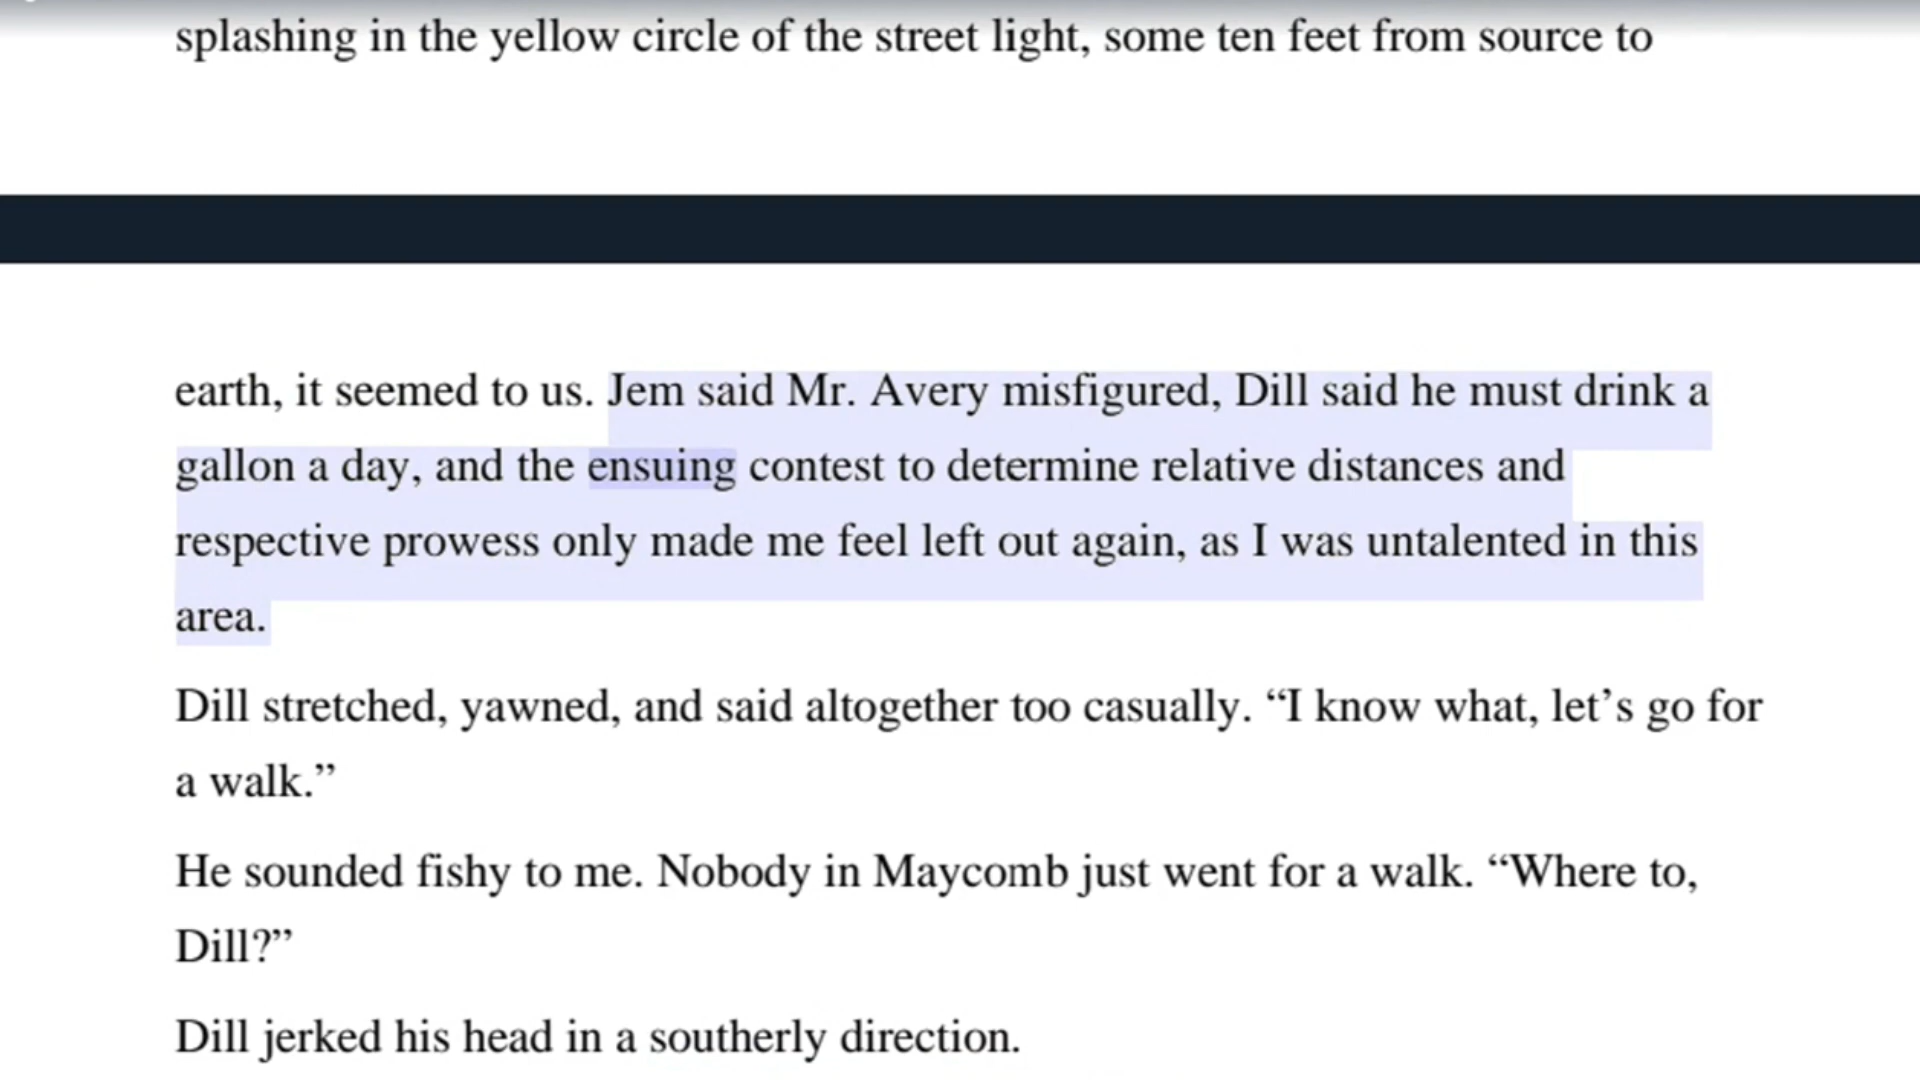 splashing in the yellow circle of the street light, some ten feet from source to
earth, it seemed to us. Jem said Mr. Avery misfigured, Dill said he must drink a
gallon a day, and the ensuing contest to determine relative distances and
respective prowess only made me feel left out again, as I was untalented in this
area.
Dill stretched, yawned, and said altogether too casually. “I know what, let’s go for
a walk.”
He sounded fishy to me. Nobody in Maycomb just went for a walk. “Where to,
Dill?”
Dill jerked his head in a southerly direction.